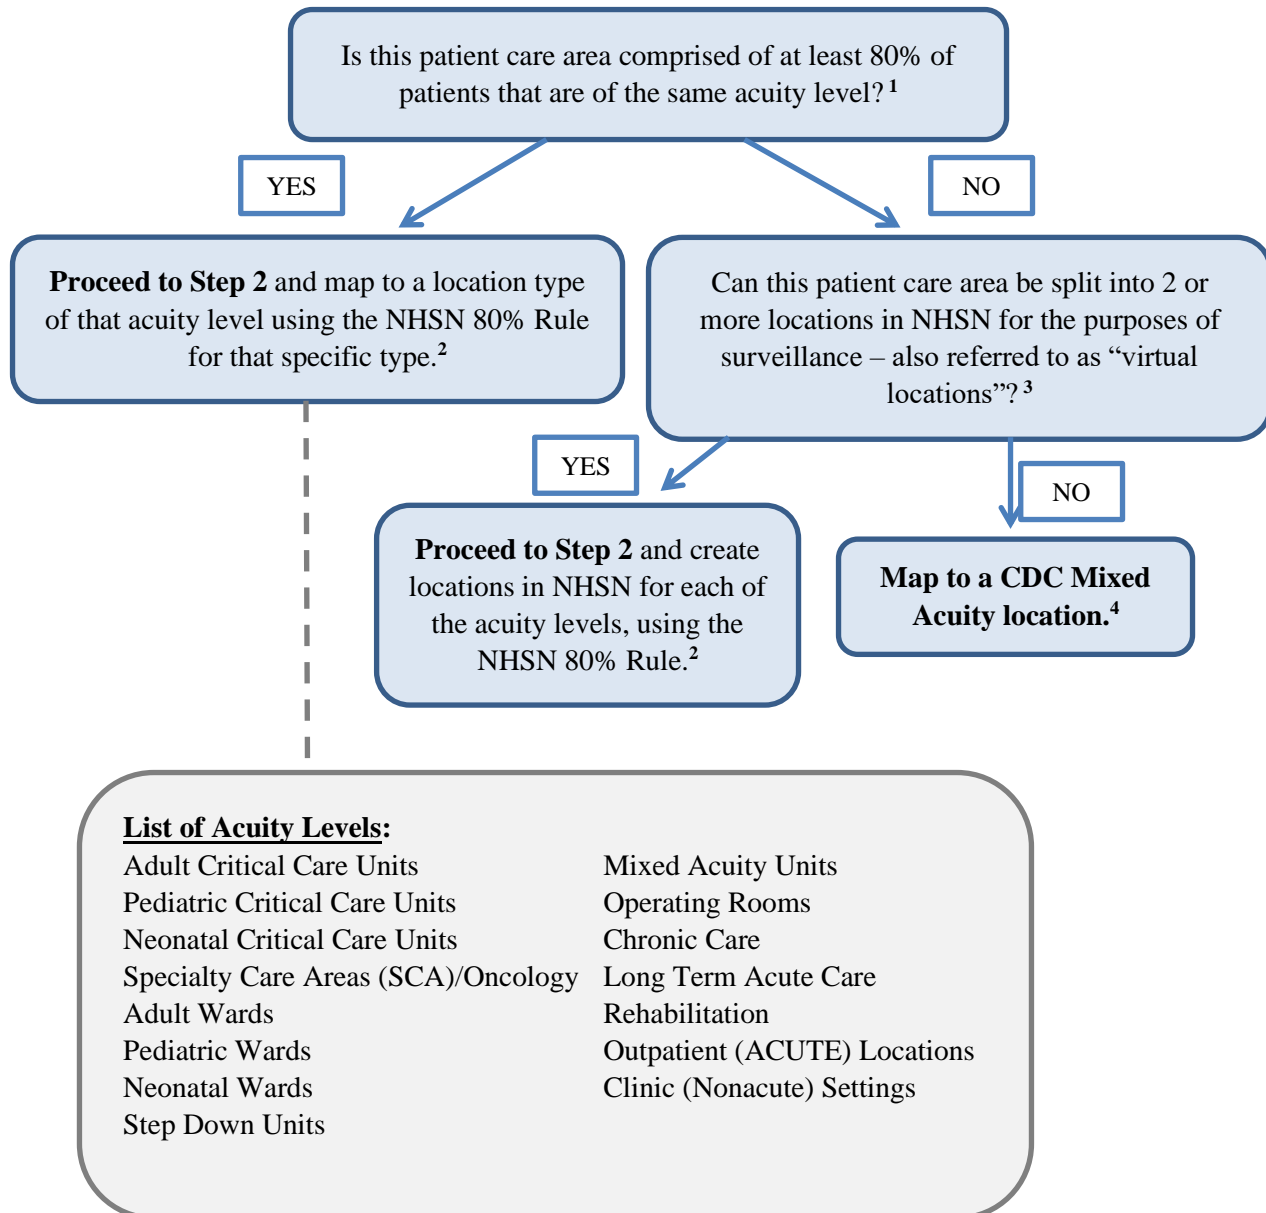 Is this patient care area comprised of at least 80% of
patients that are of the same acuity level? 1
YES
NO
Proceed to Step 2 and map to a location type
of that acuity level using the NHSN 80% Rule
for that specific type.2
Can this patient care area be split into 2 or
more locations in NHSN for the purposes of
surveillance – also referred to as “virtual
locations”? 3
YES
NO
Proceed to Step 2 and create
locations in NHSN for each of
the acuity levels, using the
NHSN 80% Rule.2
Map to a CDC Mixed
Acuity location.4
List of Acuity Levels:
Adult Critical Care Units
Pediatric Critical Care Units
Neonatal Critical Care Units
Specialty Care Areas (SCA)/Oncology
Adult Wards
Pediatric Wards
Neonatal Wards
Step Down Units
Mixed Acuity Units
Operating Rooms
Chronic Care
Long Term Acute Care
Rehabilitation
Outpatient (ACUTE) Locations
Clinic (Nonacute) Settings